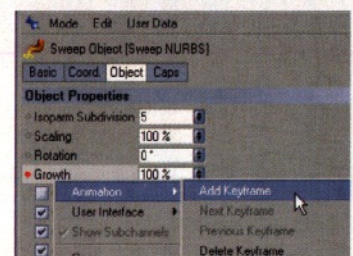 Mode Edit User Data
Sweep Object [Sweep NURBS]
Basic Coord. Object Caps
Object Properties
Isoparm Subdivision 5
Scaling 100 %
Rotation 0°
Growth 100 %
Animation Add Keyframe
User Interface Next Keyframe
Show Subchannels Previous Keyframe
Delete Keyframe